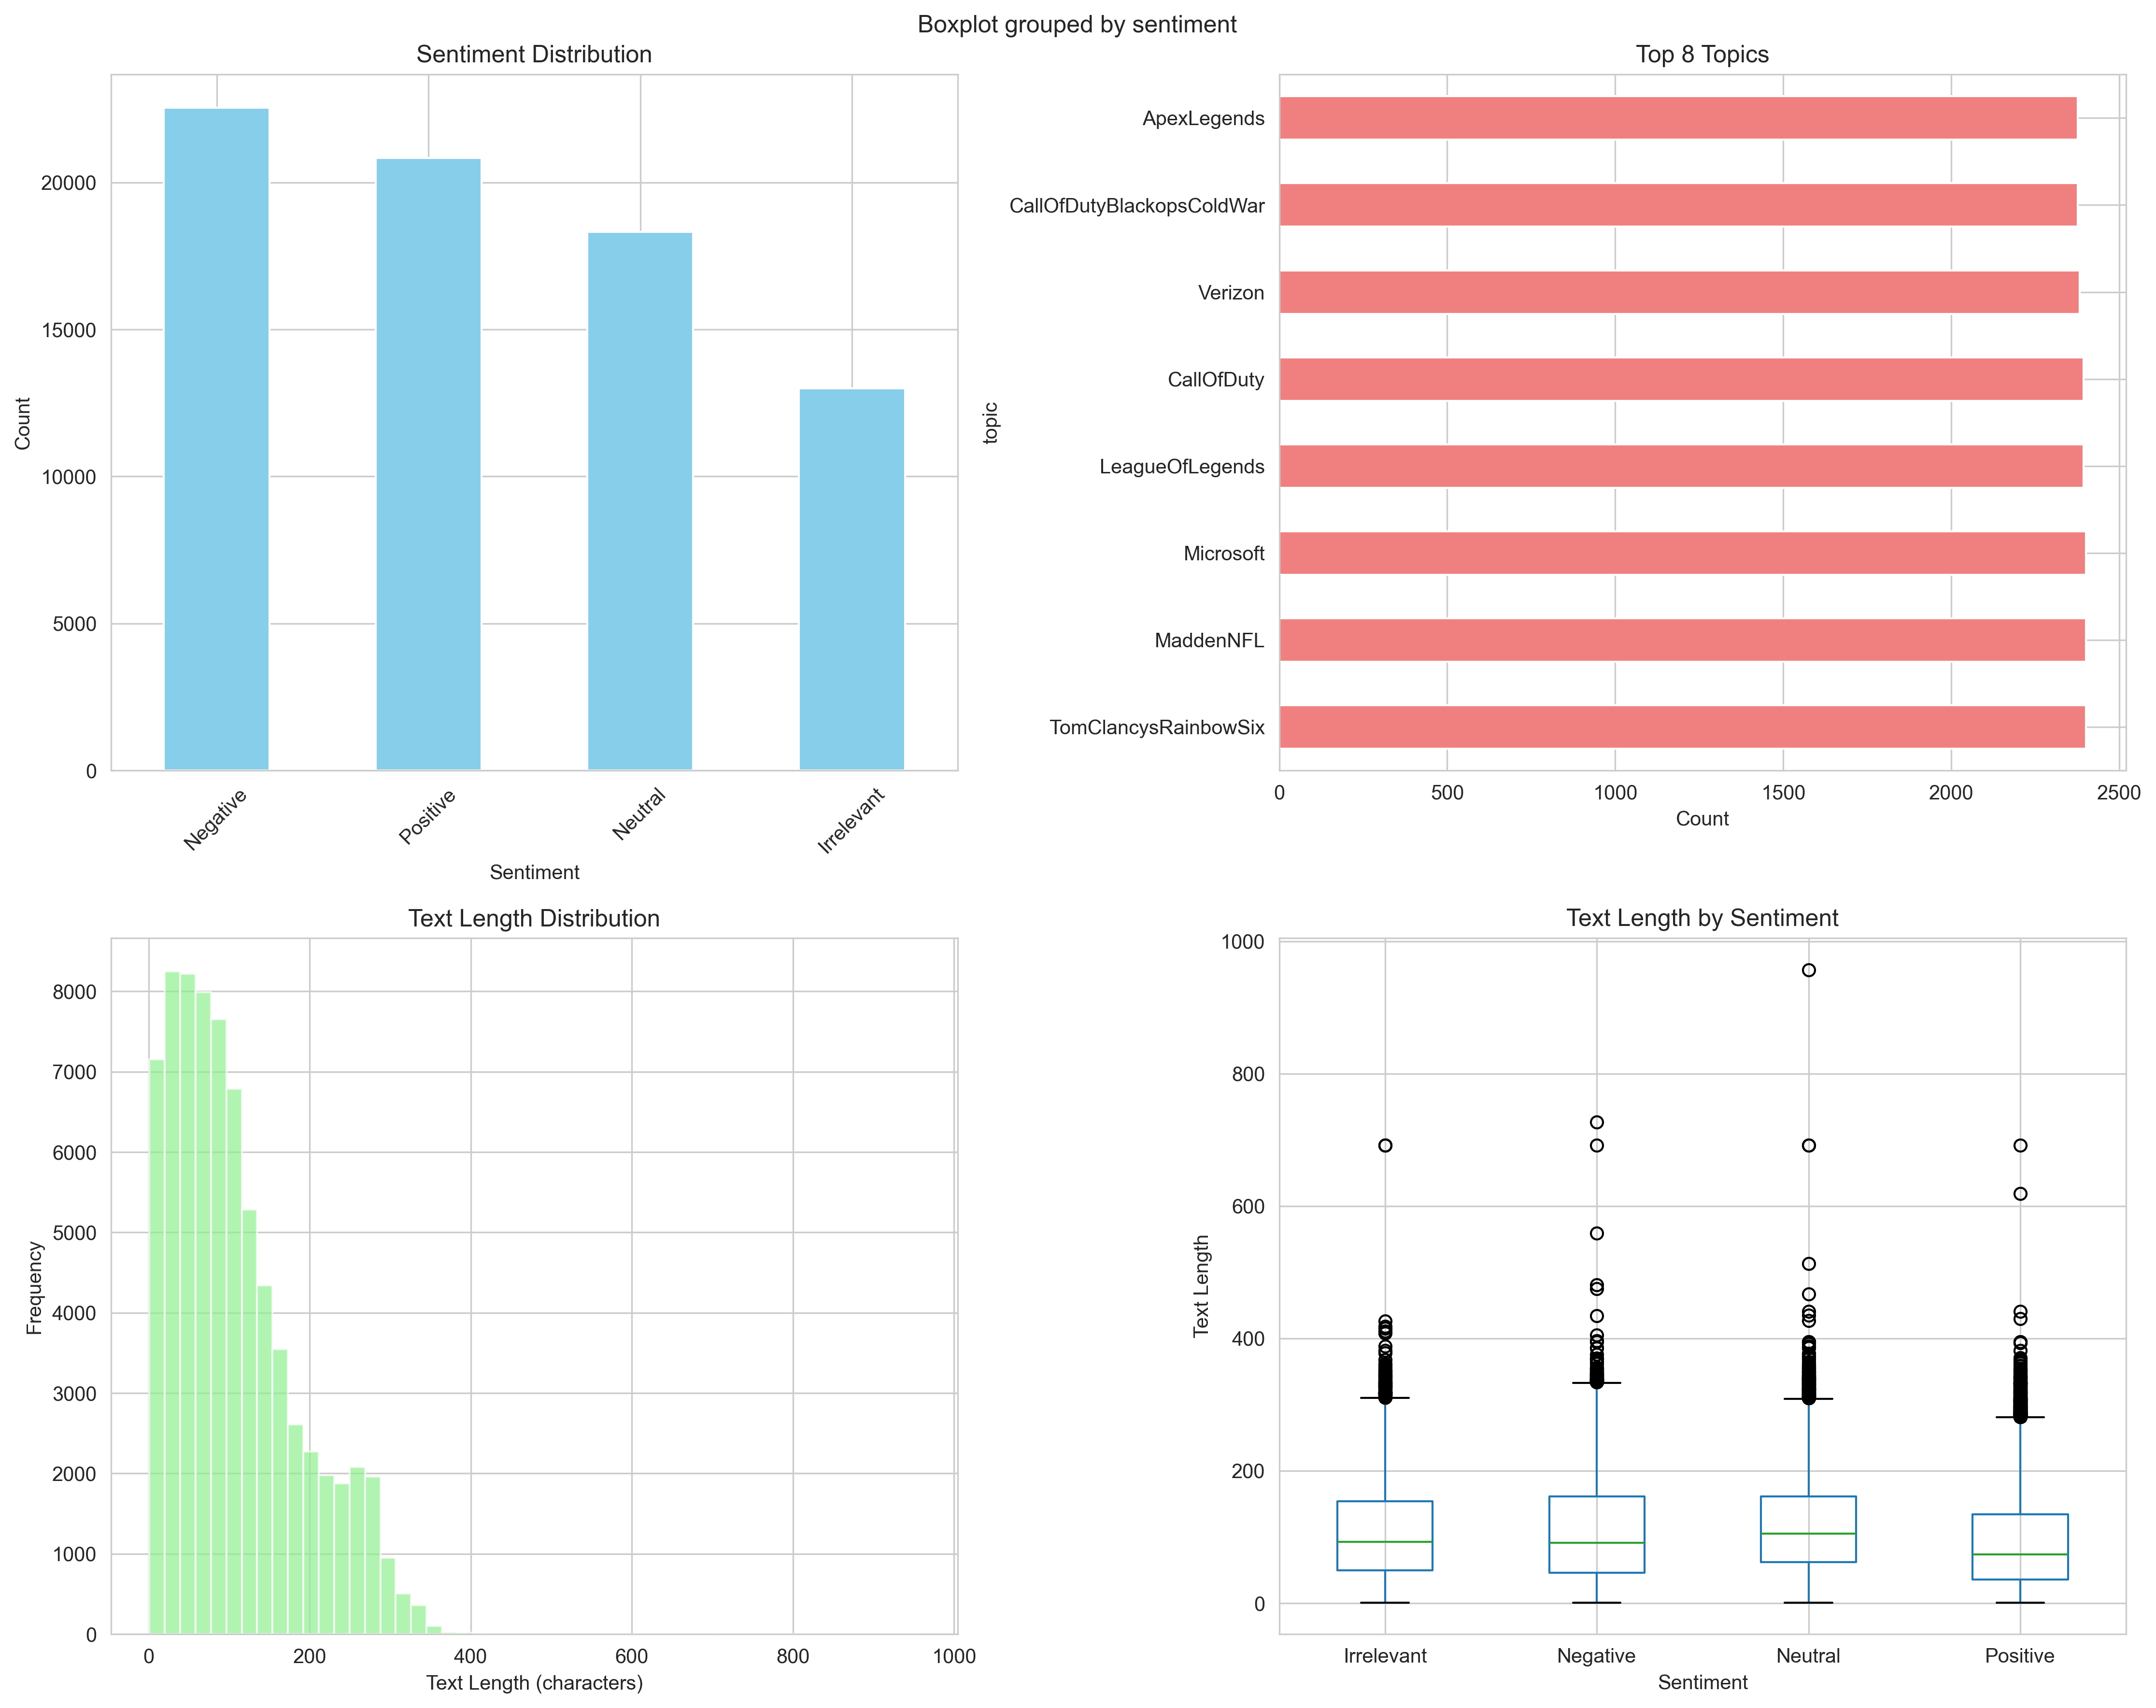 Boxplot grouped by sentiment
Sentiment Distribution
Count
20000
15000
10000
5000
0
Negative
Positive
Neutral
Irrelevant
Sentiment
Top 8 Topics
topic
ApexLegends
CallOfDutyBlackopsColdWar
Verizon
CallOfDuty
LeagueOfLegends
Microsoft
MaddenNFL
TomClancysRainbowSix
0 500 1000 1500 2000 2500
Count
Text Length Distribution
Frequency
8000
7000
6000
5000
4000
3000
2000
1000
0
0 200 400 600 800 1000
Text Length (characters)
Text Length by Sentiment
Text Length
1000
800
600
400
200
0
Irrelevant Negative Neutral Positive
Sentiment